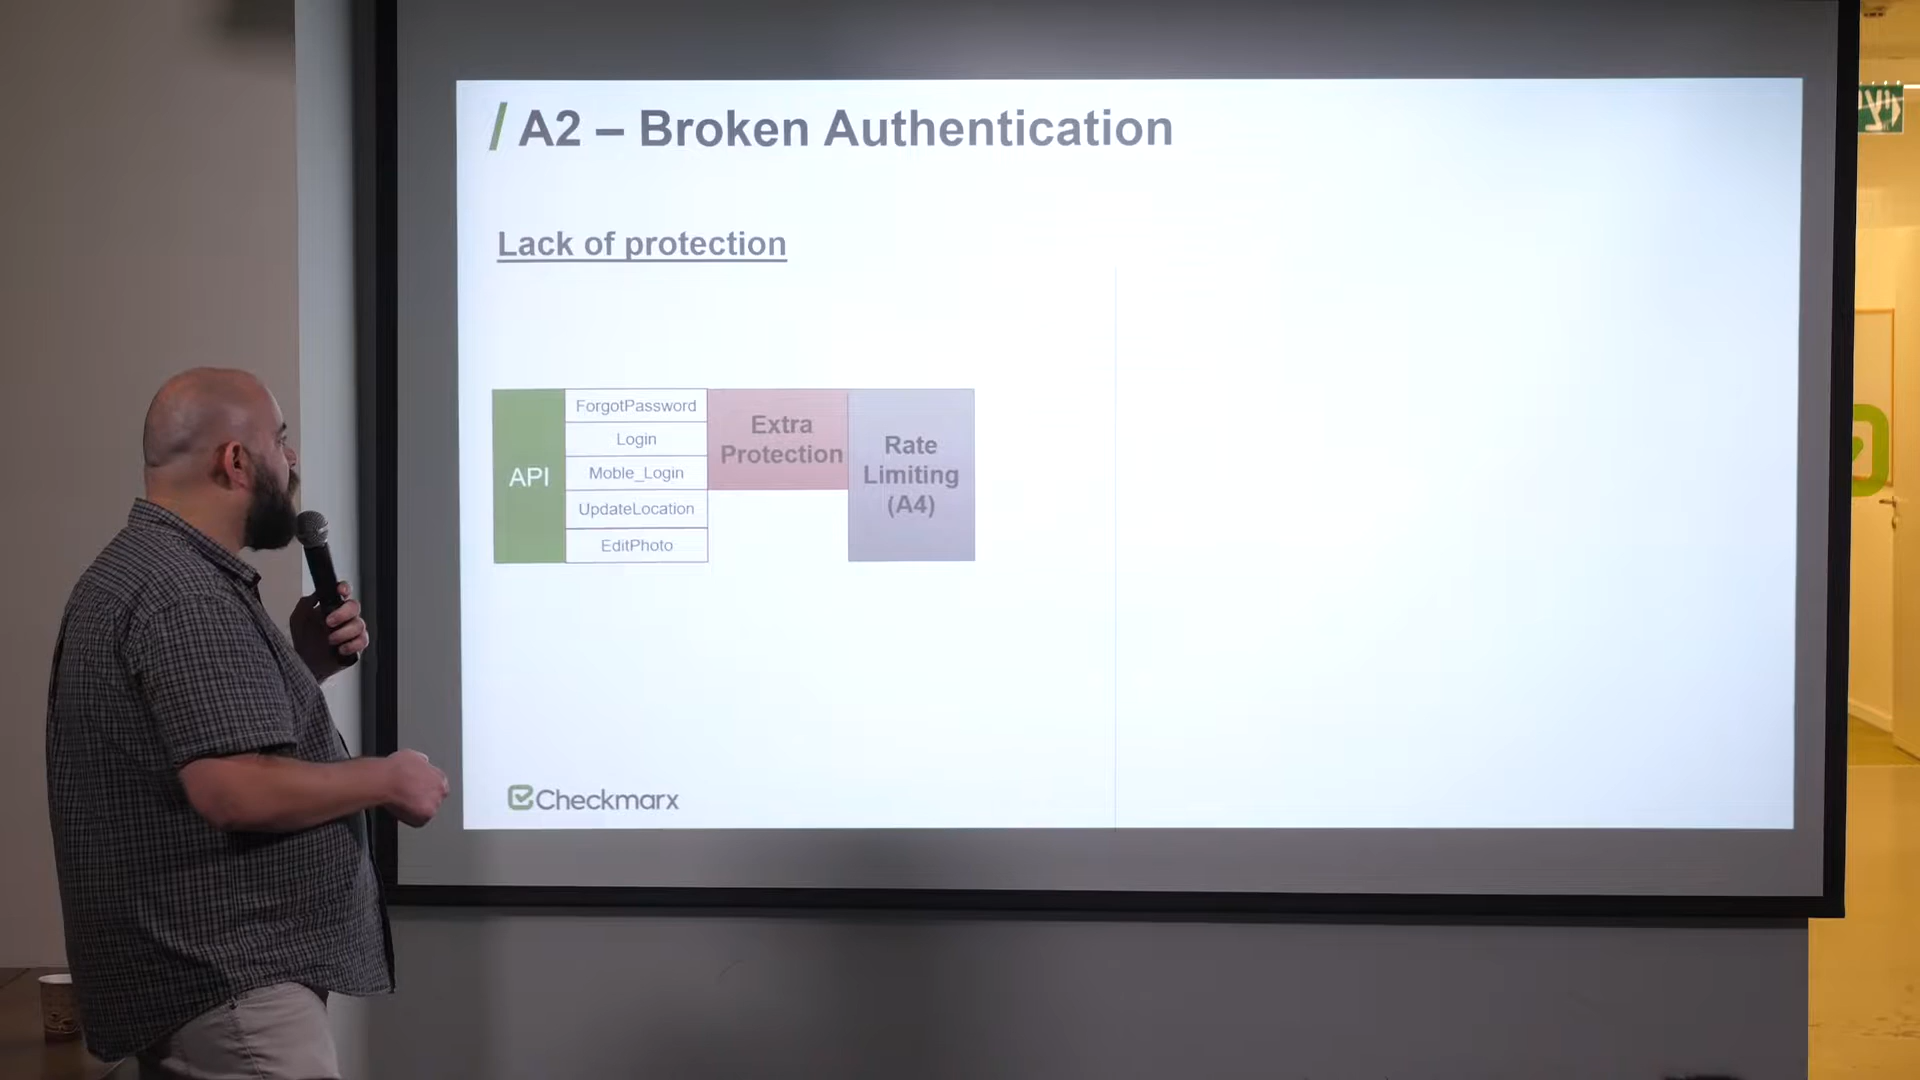 / A2 – Broken Authentication
Lack of protection
API
ForgotPassword
Login
Moble_Login
UpdateLocation
EditPhoto
Extra
Protection
Rate
Limiting
(A4)
Checkmarx